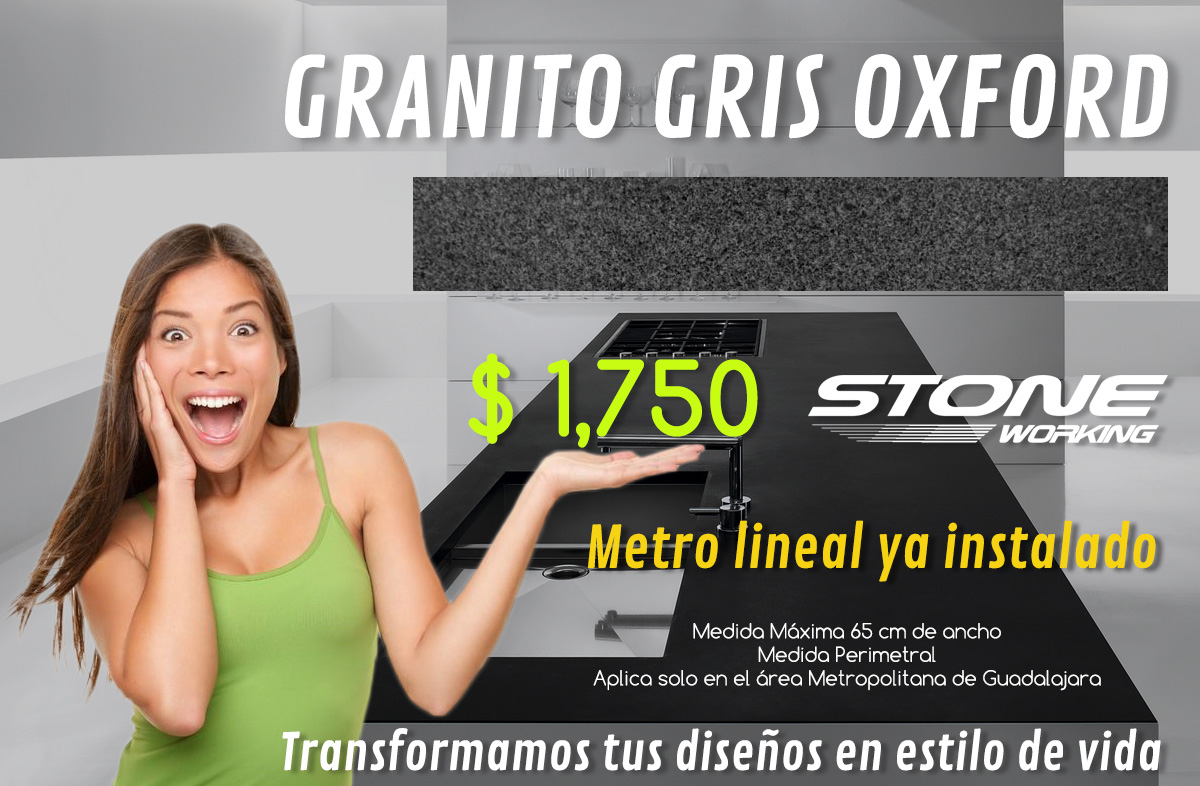 GRANITO GRIS OXFORD
$ 1,750
STONE
WORKING
Metro lineal ya instalado
Medida Máxima 65 cm de ancho
Medida Perimetral
Aplica solo en el área Metropolitana de Guadalajara
Transformamos tus diseños en estilo de vida